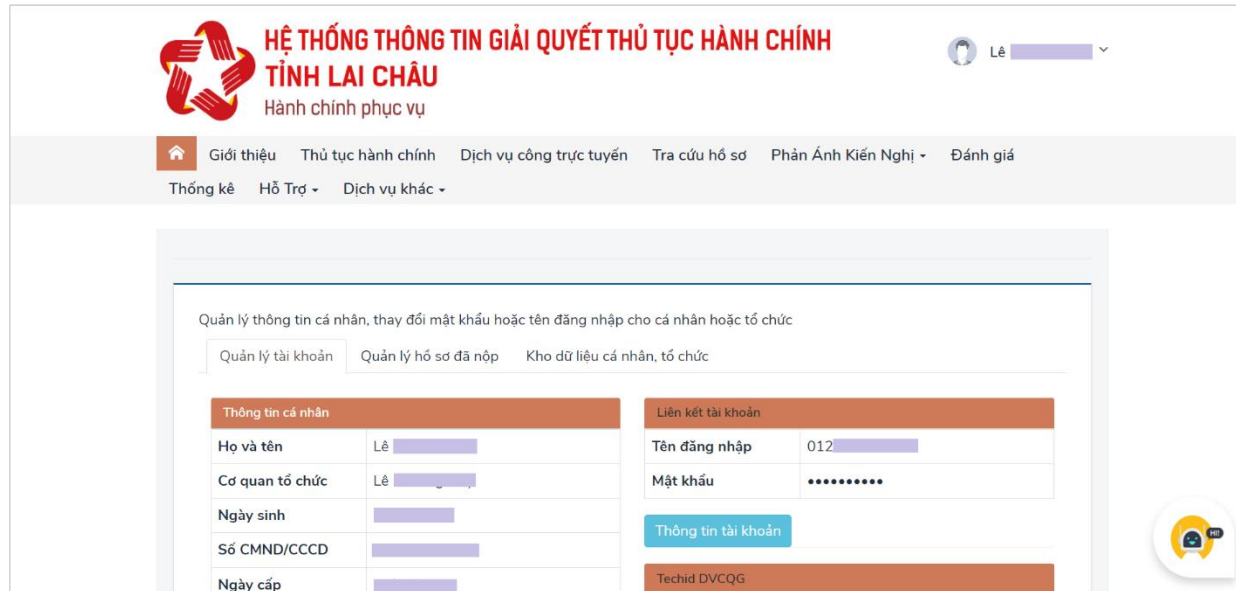 HỆ THỐNG THÔNG TIN GIẢI QUYẾT THỦ TỤC HÀNH CHÍNH
TỈNH LAI CHÂU
Hành chính phục vụ
Lê
Giới thiệu Thủ tục hành chính Dịch vụ công trực tuyến Tra cứu hồ sơ Phản Ánh Kiến Nghị Đánh giá
Thống kê Hỗ Trợ Dịch vụ khác
Quản lý thông tin cá nhân, thay đổi mật khẩu hoặc tên đăng nhập cho cá nhân hoặc tổ chức
Quản lý tài khoản Quản lý hồ sơ đã nộp Kho dữ liệu cá nhân, tổ chức
Thông tin cá nhân
Họ và tên Lê
Cơ quan tổ chức Lê
Ngày sinh
Số CMND/CCCD
Ngày cấp
Liên kết tài khoản
Tên đăng nhập 012
Mật khẩu ••••••••••
Thông tin tài khoản
Techid DVCQG
HI!